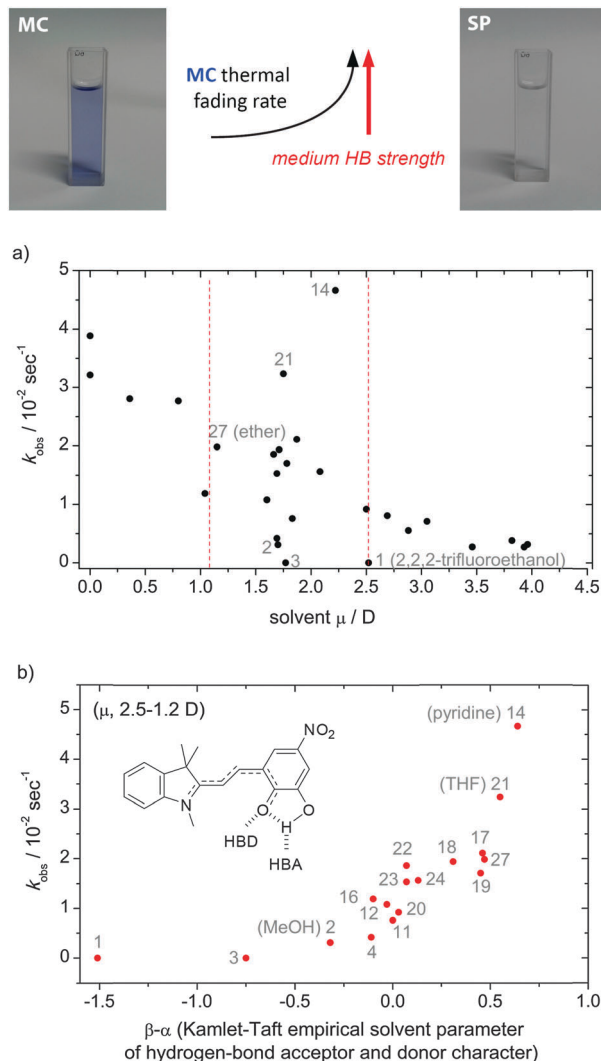 MC
SP
MC thermal
fading rate
medium HB strength
a)
5
4
3
2
1
0
kobs / 10-2 sec-1
14
21
27 (ether)
2
3
1 (2,2,2-trifluoroethanol)
0.0 0.5 1.0 1.5 2.0 2.5 3.0 3.5 4.0 4.5
solvent μ / D
b)
5
4
3
2
1
0
kobs / 10-2 sec-1
(μ, 2.5-1.2 D)
NO2
N
O
O
H
HBD
HBA
(pyridine) 14
(THF) 21
17
18
27
22
23
24
19
16
12
20
11
(MeOH) 2
4
1
3
-1.5 -1.0 -0.5 0.0 0.5 1.0
β-α (Kamlet-Taft empirical solvent parameter
of hydrogen-bond acceptor and donor character)